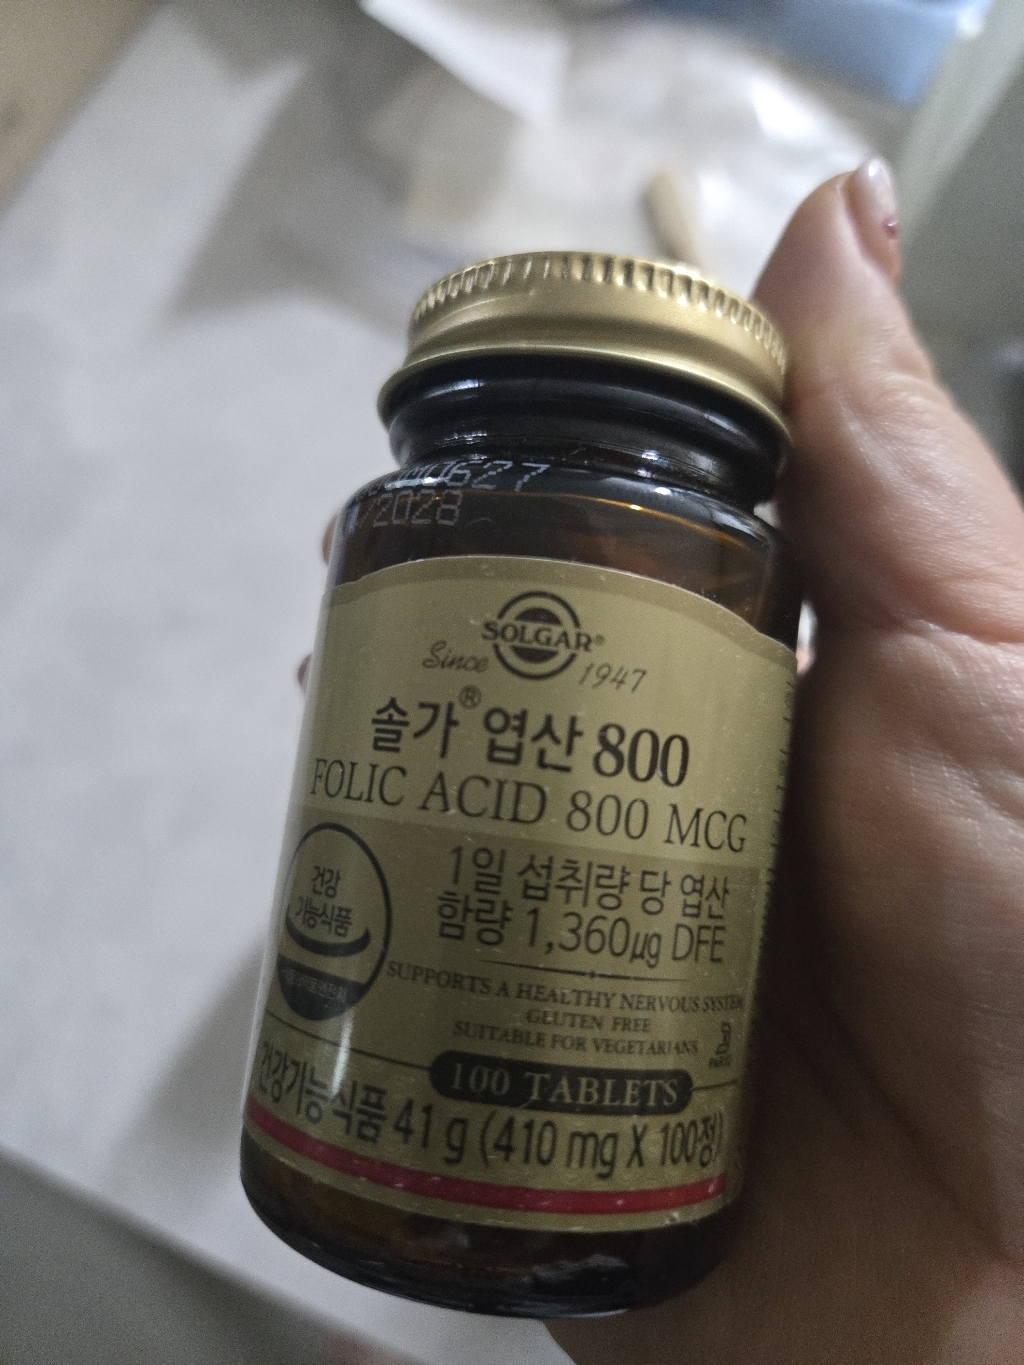 0627
/2028
SOLGAR®
Since 1947
솔가® 엽산 800
FOLIC ACID 800 MCG
건강
기능식품
1일 섭취량 당 엽산
함량 1,360μg DFE
SUPPORTS A HEALTHY NERVOUS SYSTEM
GLUTEN FREE
SUITABLE FOR VEGETARIANS
100 TABLETS
건강기능식품 41 g (410 mg X 100정)